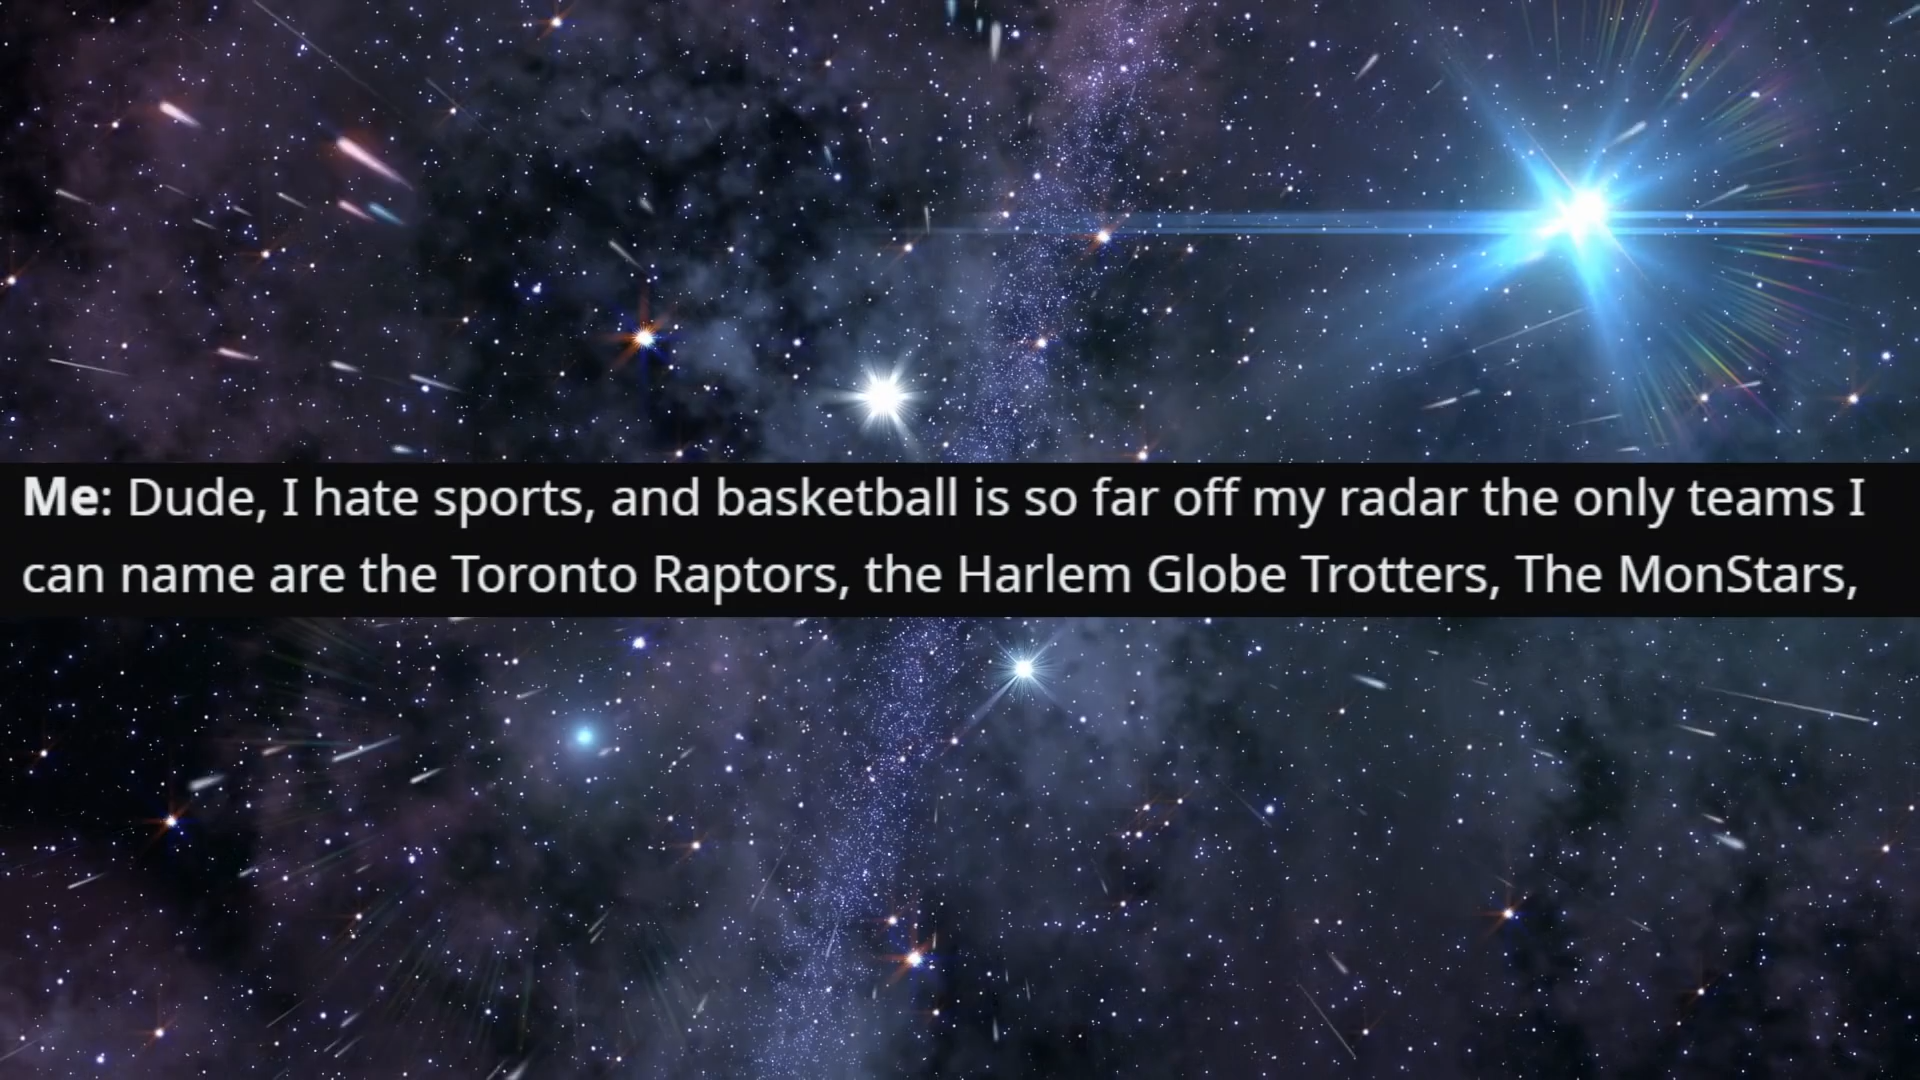 Me: Dude, I hate sports, and basketball is so far off my radar the only teams I
can name are the Toronto Raptors, the Harlem Globe Trotters, The MonStars,